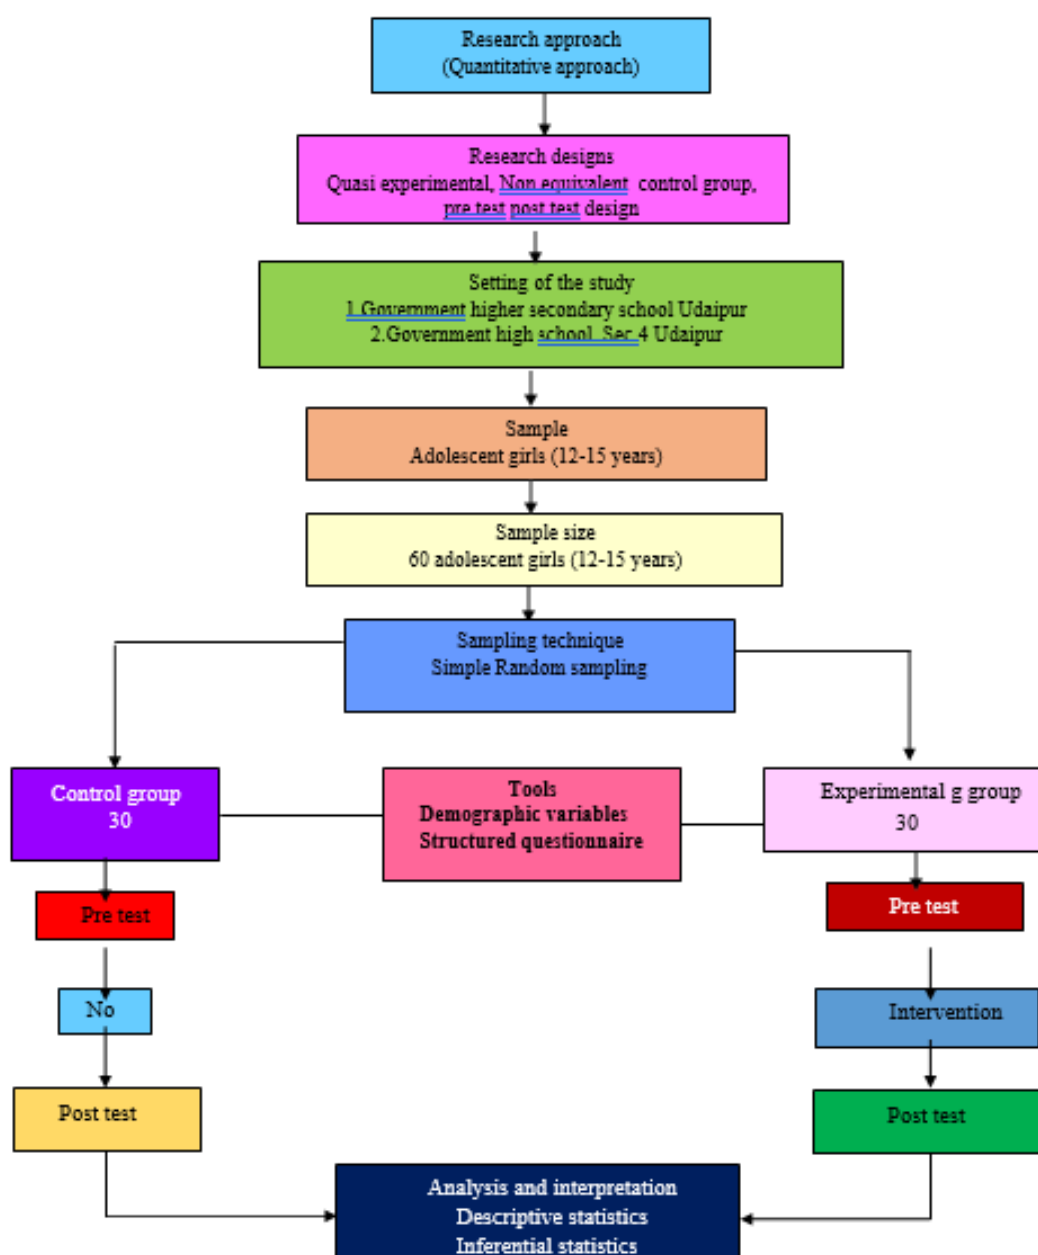 Research approach
(Quantitative approach)
Research designs
Quasi experimental, Non equivalent control group,
pre test post test design
Setting of the study
1.Government higher secondary school Udaipur
2.Government high school, Sec.4 Udaipur
Sample
Adolescent girls (12-15 years)
Sample size
60 adolescent girls (12-15 years)
Sampling technique
Simple Random sampling
Control group
30
Tools
Demographic variables
Structured questionnaire
Experimental g group
30
Pre test
Pre test
No
Intervention
Post test
Post test
Analysis and interpretation
Descriptive statistics
Inferential statistics